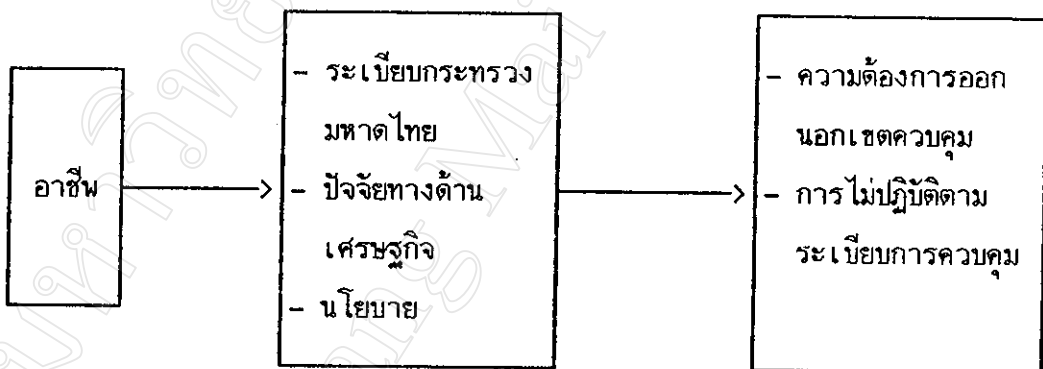 อาชีพ
- ระเบียบกระทรวง
มหาดไทย
- ปัจจัยทางด้าน
เศรษฐกิจ
- นโยบาย
- ความต้องการออก
นอกเขตควบคุม
- การไม่ปฏิบัติตาม
ระเบียบการควบคุม